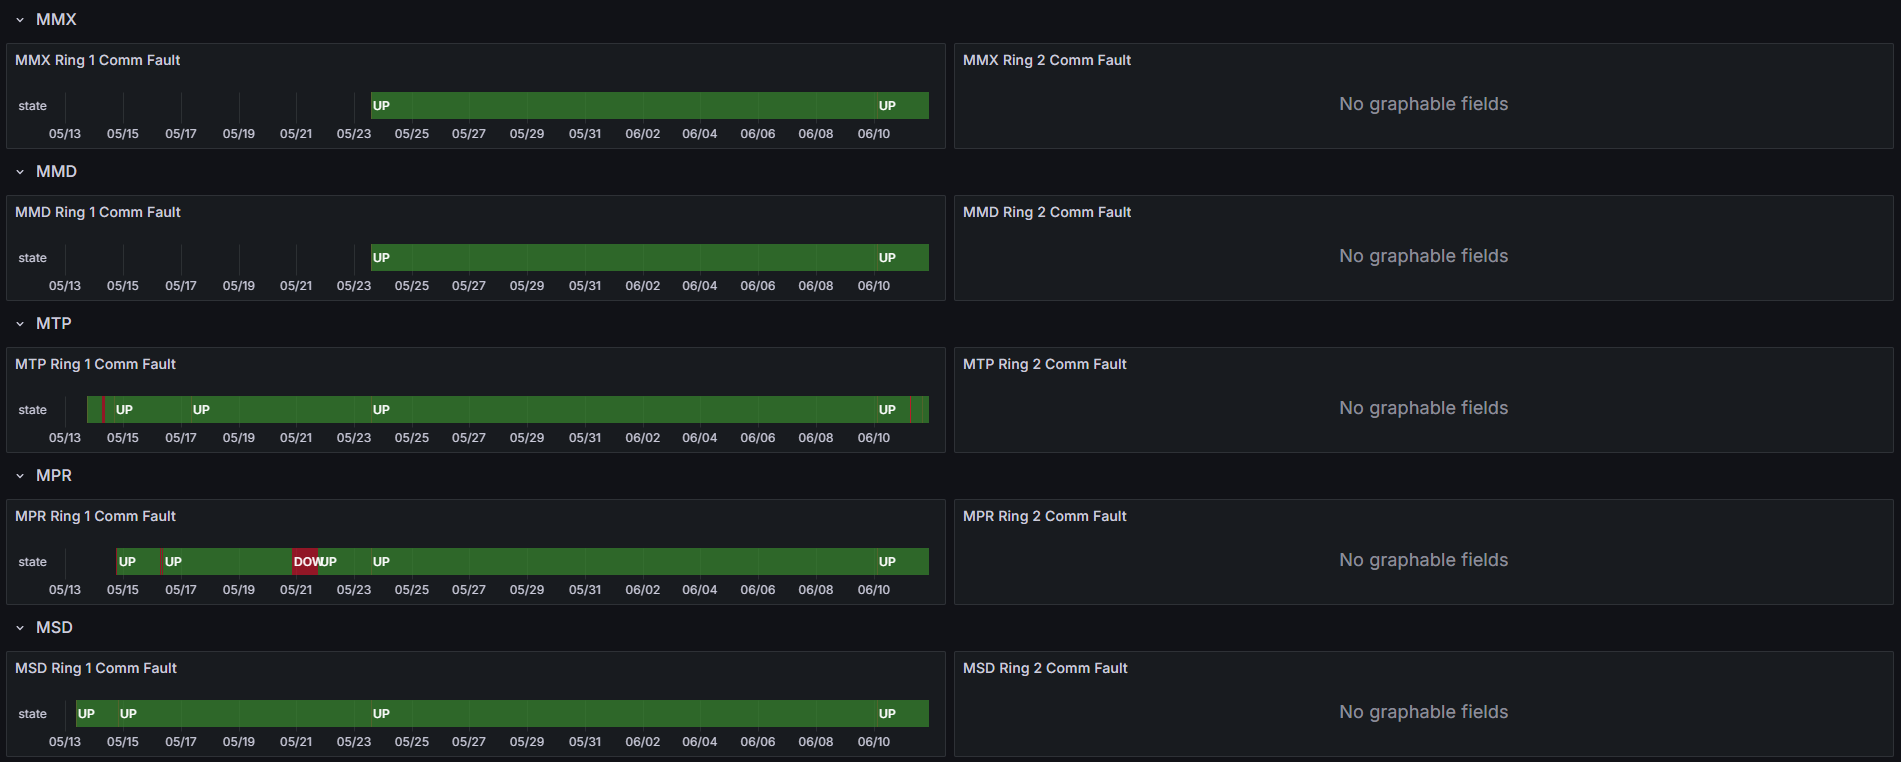 MMX
MMX Ring 1 Comm Fault
MMX Ring 2 Comm Fault
state UP UP
No graphable fields
05/13 05/15 05/17 05/19 05/21 05/23 05/25 05/27 05/29 05/31 06/02 06/04 06/06 06/08 06/10
MMD
MMD Ring 1 Comm Fault
MMD Ring 2 Comm Fault
state UP UP
No graphable fields
05/13 05/15 05/17 05/19 05/21 05/23 05/25 05/27 05/29 05/31 06/02 06/04 06/06 06/08 06/10
MTP
MTP Ring 1 Comm Fault
MTP Ring 2 Comm Fault
state UP UP UP UP
No graphable fields
05/13 05/15 05/17 05/19 05/21 05/23 05/25 05/27 05/29 05/31 06/02 06/04 06/06 06/08 06/10
MPR
MPR Ring 1 Comm Fault
MPR Ring 2 Comm Fault
state UP UP DOW UP UP UP
No graphable fields
05/13 05/15 05/17 05/19 05/21 05/23 05/25 05/27 05/29 05/31 06/02 06/04 06/06 06/08 06/10
MSD
MSD Ring 1 Comm Fault
MSD Ring 2 Comm Fault
state UP UP UP UP
No graphable fields
05/13 05/15 05/17 05/19 05/21 05/23 05/25 05/27 05/29 05/31 06/02 06/04 06/06 06/08 06/10